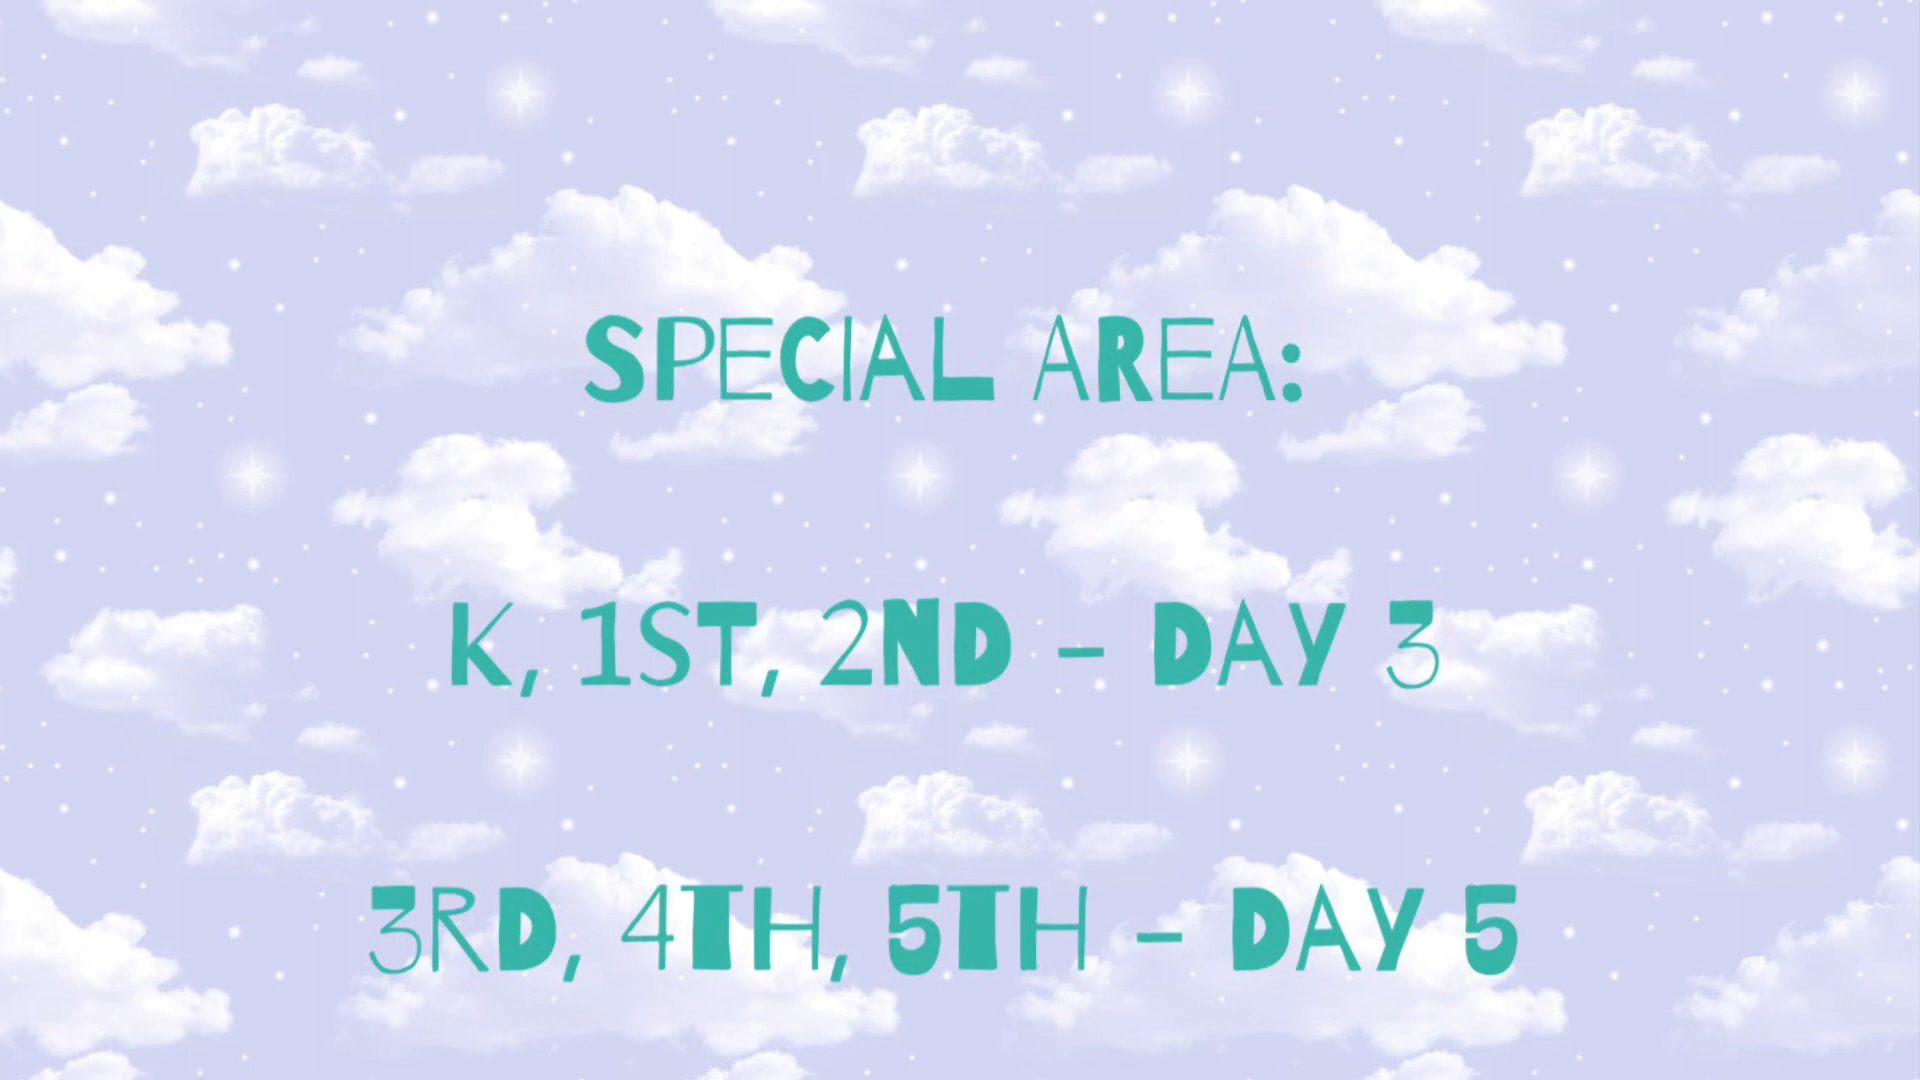 SPECIAL AREA:
K, 1ST, 2ND - DAY 3
3RD, 4TH, 5TH - DAY 5